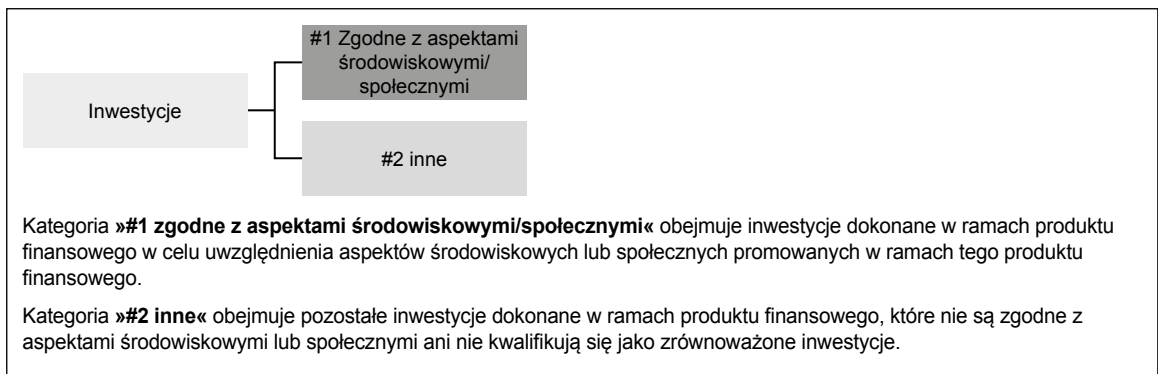 #1 Zgodne z aspektami
środowiskowymi/
społecznymi
Inwestycje
#2 inne
Kategoria »#1 zgodne z aspektami środowiskowymi/społecznymi« obejmuje inwestycje dokonane w ramach produktu
finansowego w celu uwzględnienia aspektów środowiskowych lub społecznych promowanych w ramach tego produktu
finansowego.
Kategoria »#2 inne« obejmuje pozostałe inwestycje dokonane w ramach produktu finansowego, które nie są zgodne z
aspektami środowiskowymi lub społecznymi ani nie kwalifikują się jako zrównoważone inwestycje.